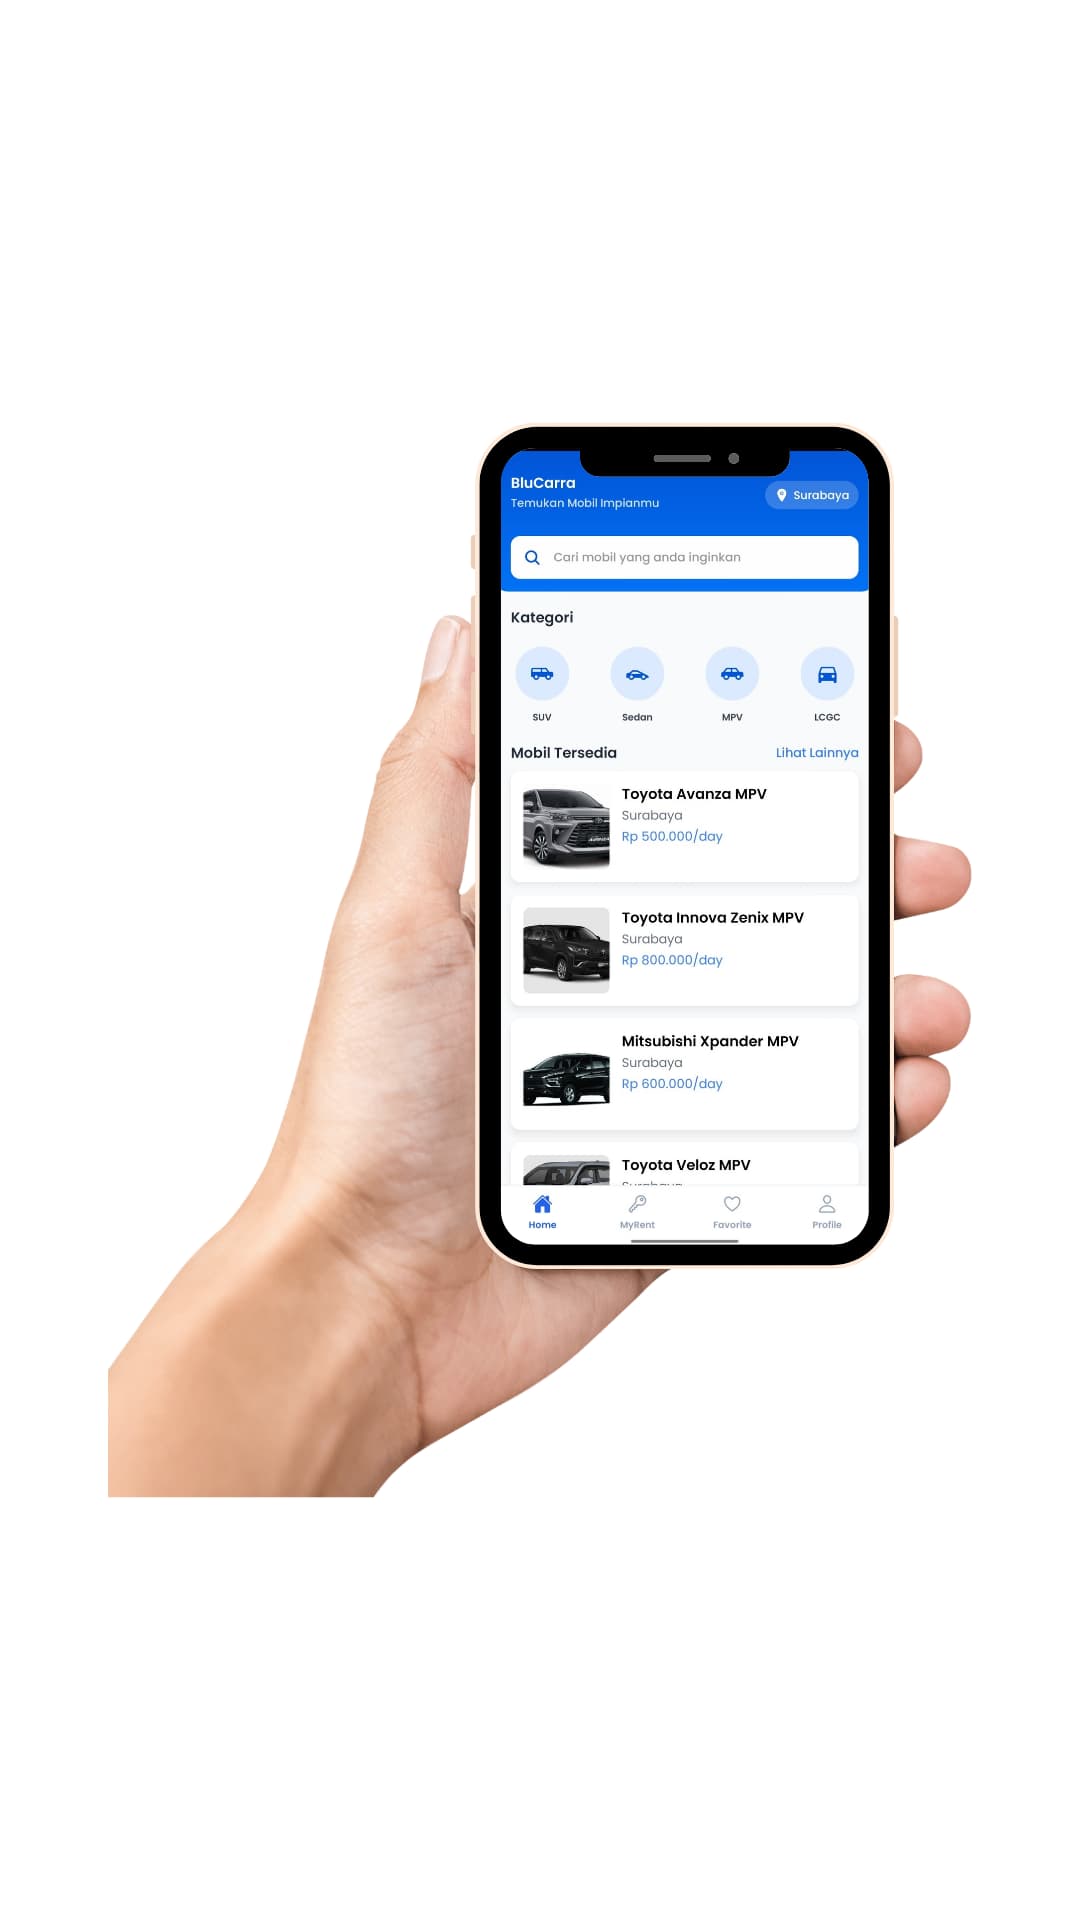 BluCarra
Temukan Mobil Impianmu
Surabaya
Cari mobil yang anda inginkan
Kategori
SUV
Sedan
MPV
LCGC
Mobil Tersedia
Lihat Lainnya
Toyota Avanza MPV
Surabaya
Rp 500.000/day
Toyota Innova Zenix MPV
Surabaya
Rp 800.000/day
Mitsubishi Xpander MPV
Surabaya
Rp 600.000/day
Toyota Veloz MPV
Home
MyRent
Favorite
Profile